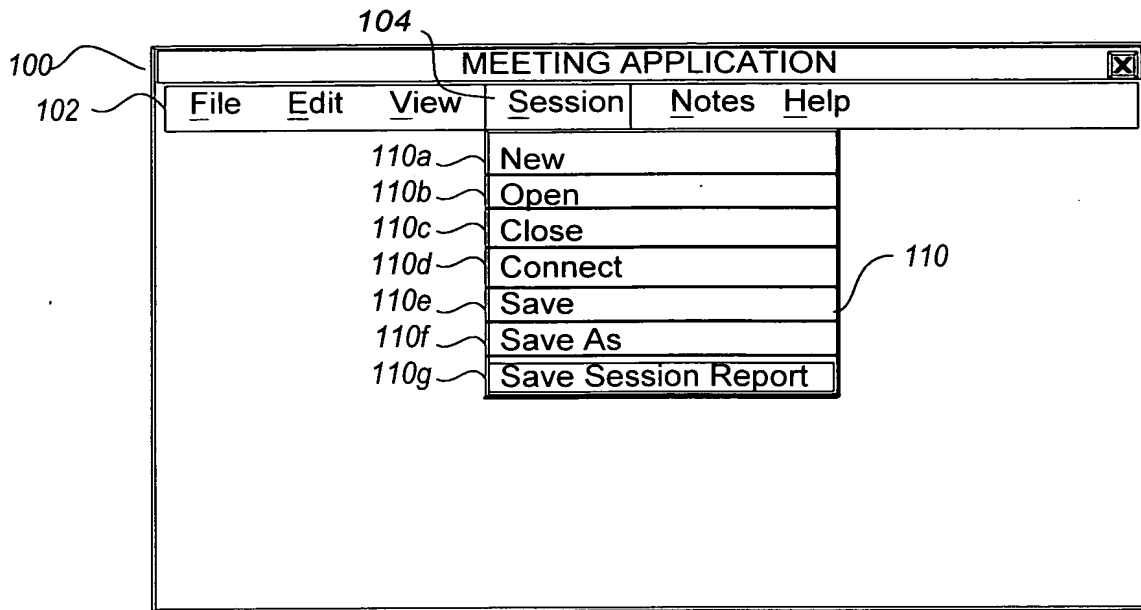 104
100 MEETING APPLICATION X
102 File Edit View Session Notes Help
110a New
110b Open
110c Close
110d Connect 110
110e Save
110f Save As
110g Save Session Report